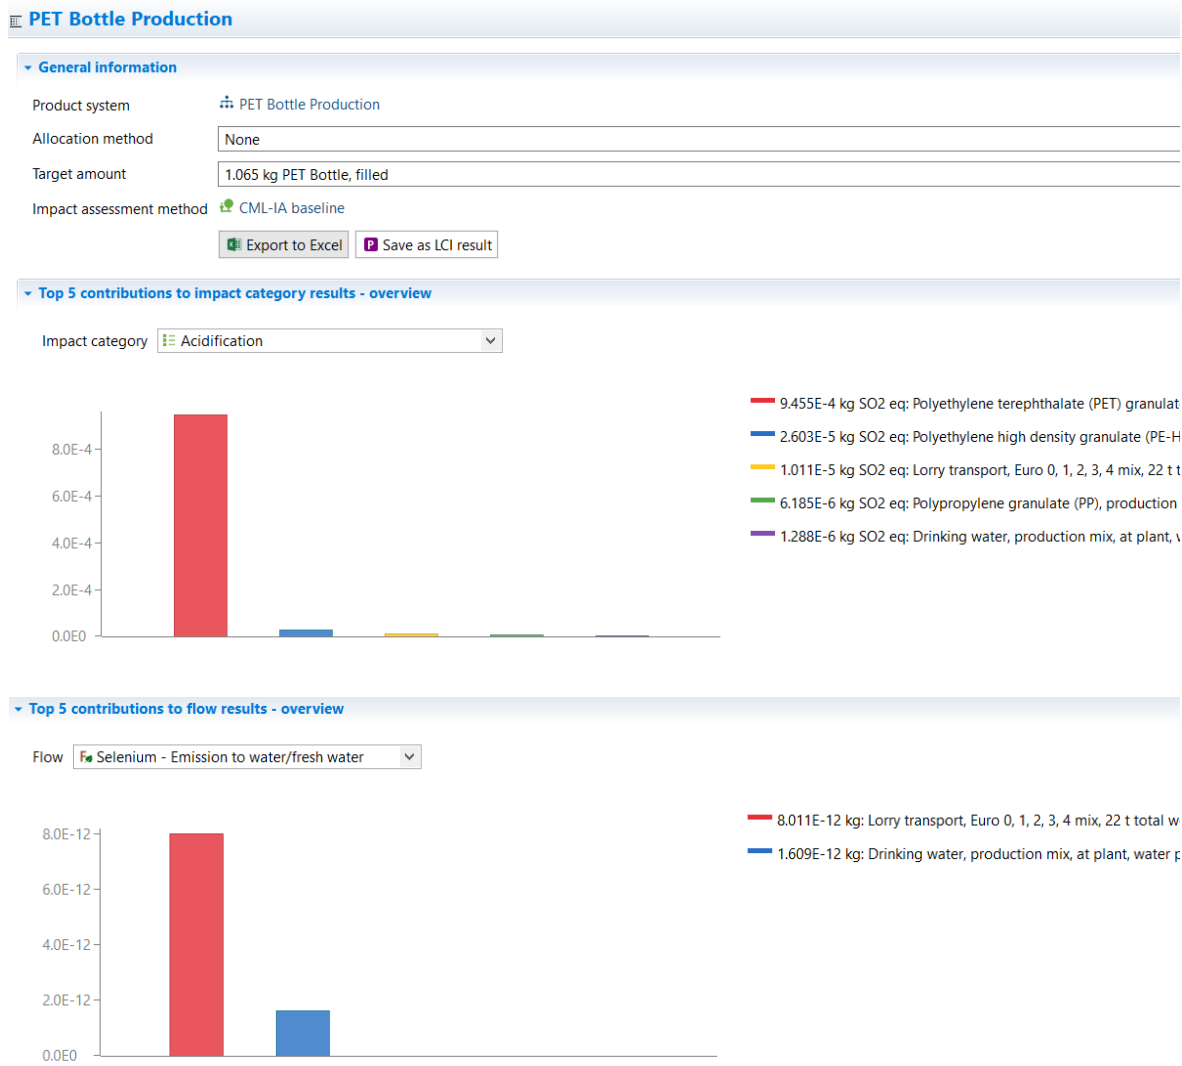 PET Bottle Production
General information
Product system PET Bottle Production
Allocation method None
Target amount 1.065 kg PET Bottle, filled
Impact assessment method CML-IA baseline
Export to Excel Save as LCI result
Top 5 contributions to impact category results - overview
Impact category Acidification
9.455E-4 kg SO2 eq: Polyethylene terephthalate (PET) granulat
2.603E-5 kg SO2 eq: Polyethylene high density granulate (PE-H
1.011E-5 kg SO2 eq: Lorry transport, Euro 0, 1, 2, 3, 4 mix, 22 t t
6.185E-6 kg SO2 eq: Polypropylene granulate (PP), production
1.288E-6 kg SO2 eq: Drinking water, production mix, at plant,
8.0E-4
6.0E-4
4.0E-4
2.0E-4
0.0E0
Top 5 contributions to flow results - overview
Flow Selenium - Emission to water/fresh water
8.011E-12 kg: Lorry transport, Euro 0, 1, 2, 3, 4 mix, 22 t total w
1.609E-12 kg: Drinking water, production mix, at plant, water p
8.0E-12
6.0E-12
4.0E-12
2.0E-12
0.0E0